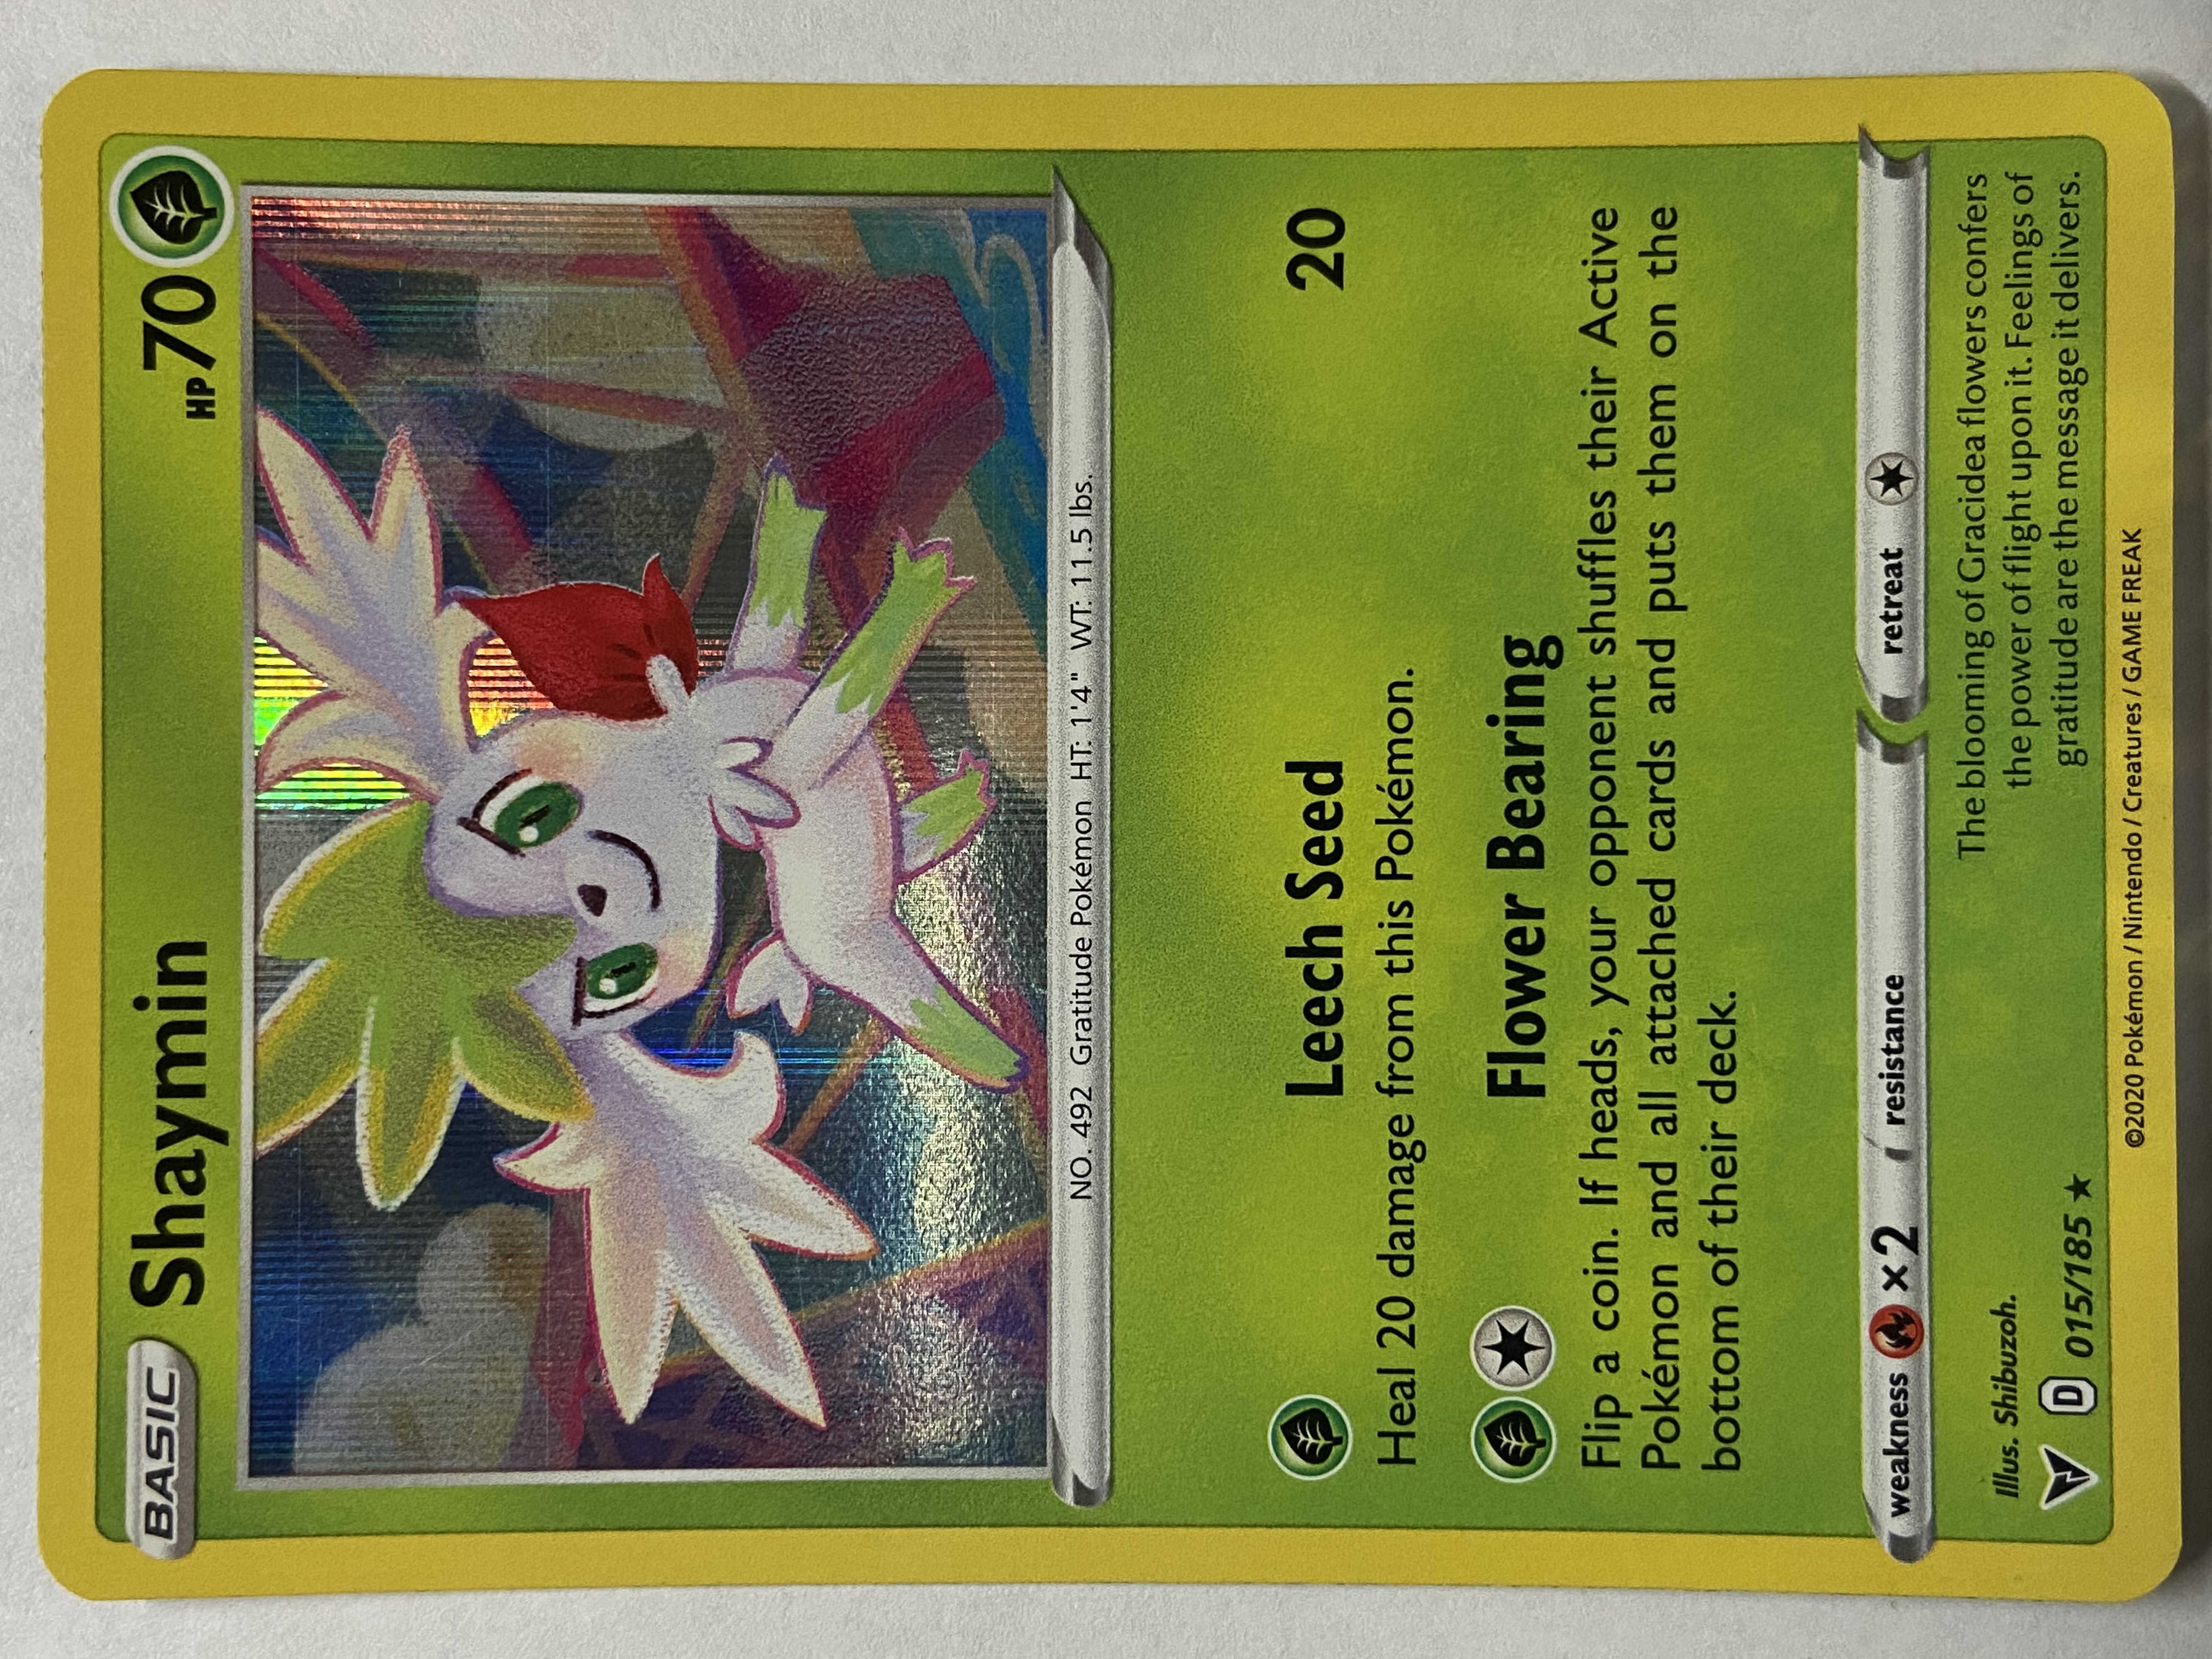 BASIC Shaymin HP 70
NO. 492 Gratitude Pokémon HT: 1'4" WT: 11.5 lbs.
Leech Seed 20
Heal 20 damage from this Pokémon.
Flower Bearing
Flip a coin. If heads, your opponent shuffles their Active
Pokémon and all attached cards and puts them on the
bottom of their deck.
weakness ×2 resistance retreat
Illus. Shibuzoh.
D 015/185 ★
The blooming of Gracidea flowers confers
the power of flight upon it. Feelings of
gratitude are the message it delivers.
©2020 Pokémon / Nintendo / Creatures / GAME FREAK